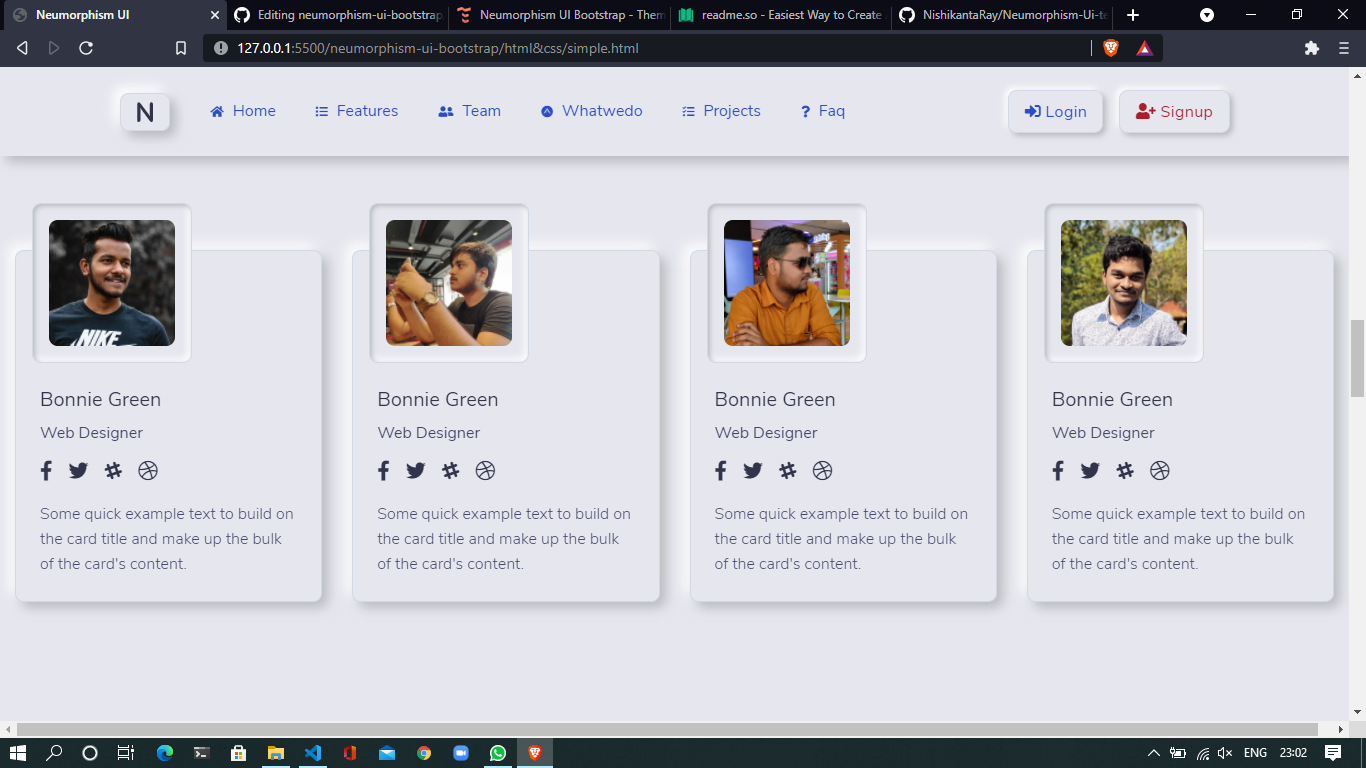 Neumorphism UI
Editing neumorphism-ui-bootstrap
Neumorphism UI Bootstrap - Them
readme.so - Easiest Way to Create
NishikantaRay/Neumorphism-Ui-te
127.0.0.1:5500/neumorphism-ui-bootstrap/html&css/simple.html
N Home Features Team Whatwedo Projects Faq Login Signup
NIKE
Bonnie Green
Web Designer
Some quick example text to build on
the card title and make up the bulk
of the card's content.
Bonnie Green
Web Designer
Some quick example text to build on
the card title and make up the bulk
of the card's content.
Bonnie Green
Web Designer
Some quick example text to build on
the card title and make up the bulk
of the card's content.
Bonnie Green
Web Designer
Some quick example text to build on
the card title and make up the bulk
of the card's content.
ENG 23:02